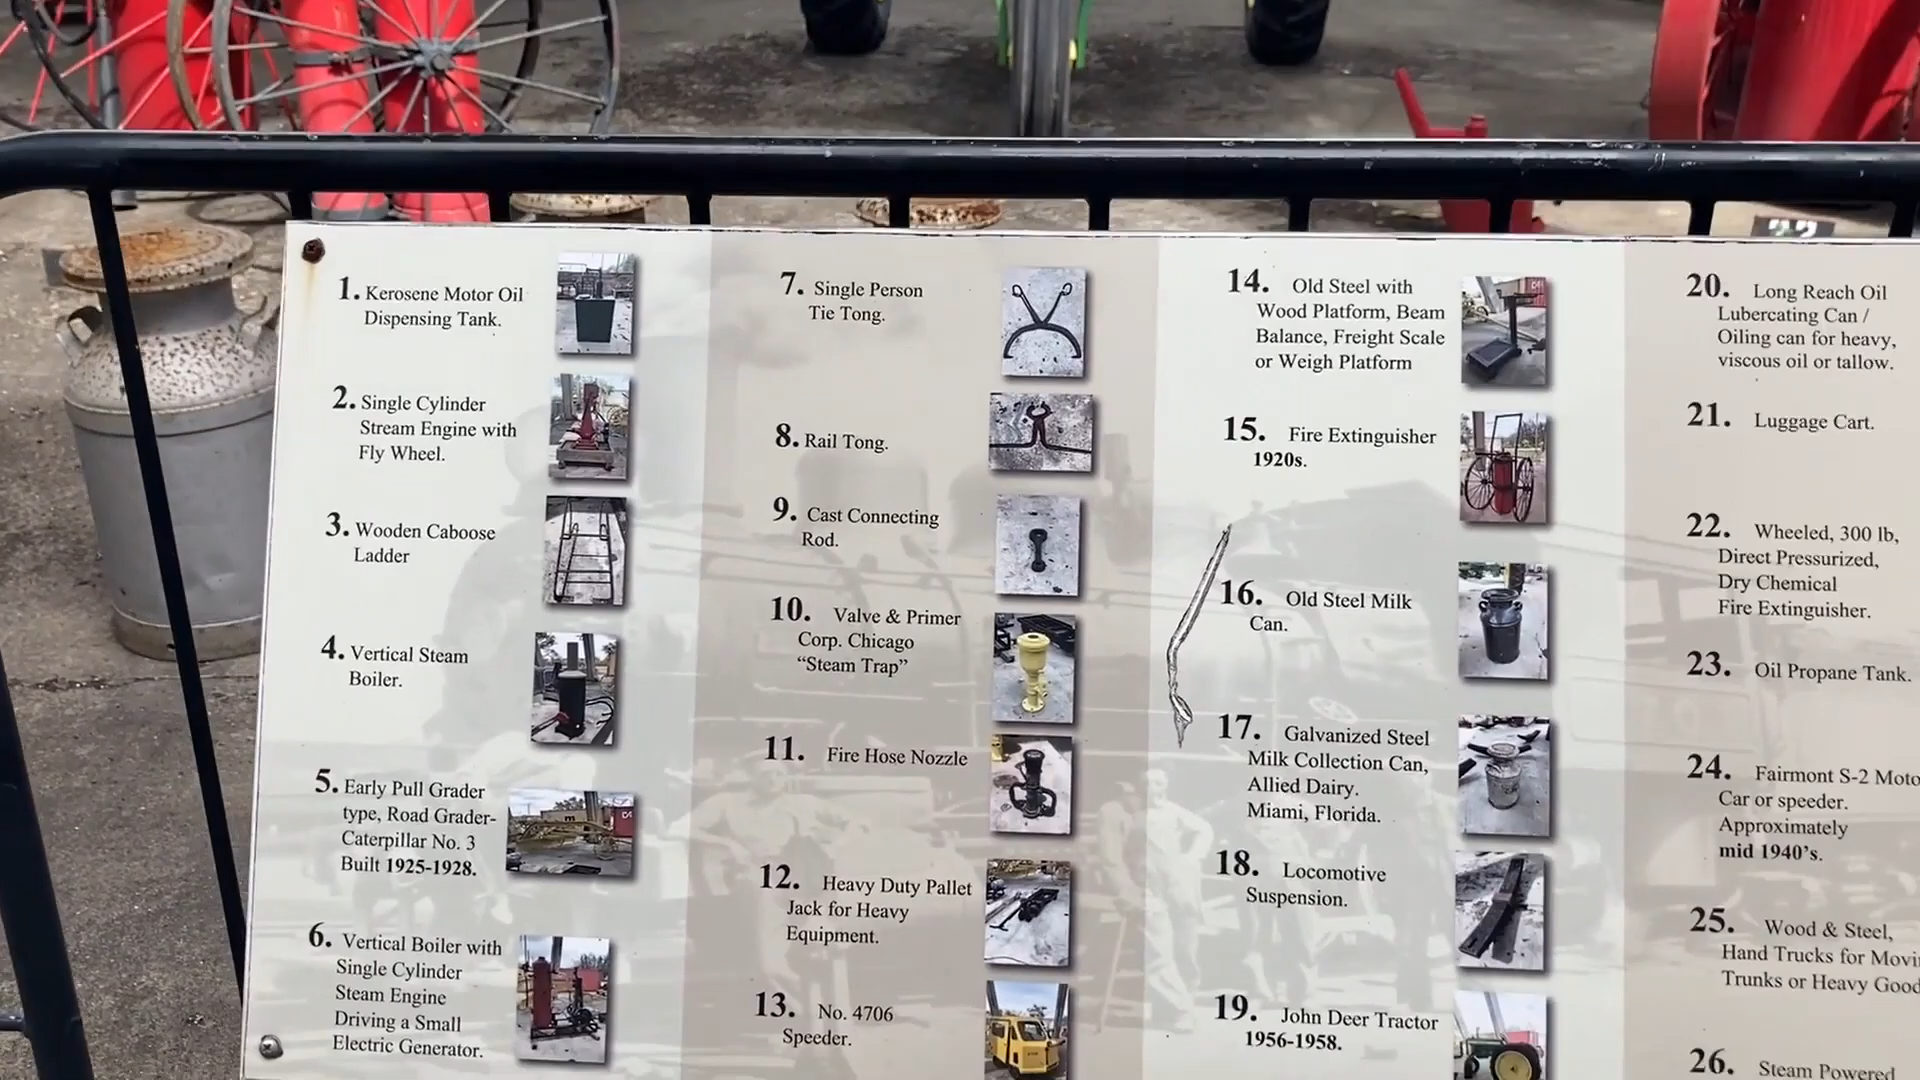 1. Kerosene Motor Oil
Dispensing Tank.
2. Single Cylinder
Stream Engine with
Fly Wheel.
3. Wooden Caboose
Ladder
4. Vertical Steam
Boiler.
5. Early Pull Grader
type, Road Grader-
Caterpillar No. 3
Built 1925-1928.
6. Vertical Boiler with
Single Cylinder
Steam Engine
Driving a Small
Electric Generator.
7. Single Person
Tie Tong.
8. Rail Tong.
9. Cast Connecting
Rod.
10. Valve & Primer
Corp. Chicago
“Steam Trap”
11. Fire Hose Nozzle
12. Heavy Duty Pallet
Jack for Heavy
Equipment.
13. No. 4706
Speeder.
14. Old Steel with
Wood Platform, Beam
Balance, Freight Scale
or Weigh Platform
15. Fire Extinguisher
1920s.
16. Old Steel Milk
Can.
17. Galvanized Steel
Milk Collection Can,
Allied Dairy.
Miami, Florida.
18. Locomotive
Suspension.
19. John Deer Tractor
1956-1958.
20. Long Reach Oil
Lubercating Can /
Oiling can for heavy,
viscous oil or tallow.
21. Luggage Cart.
22. Wheeled, 300 lb,
Direct Pressurized,
Dry Chemical
Fire Extinguisher.
23. Oil Propane Tank.
24. Fairmont S-2 Moto
Car or speeder.
Approximately
mid 1940’s.
25. Wood & Steel,
Hand Trucks for Movi
Trunks or Heavy Good
26. Steam Powered